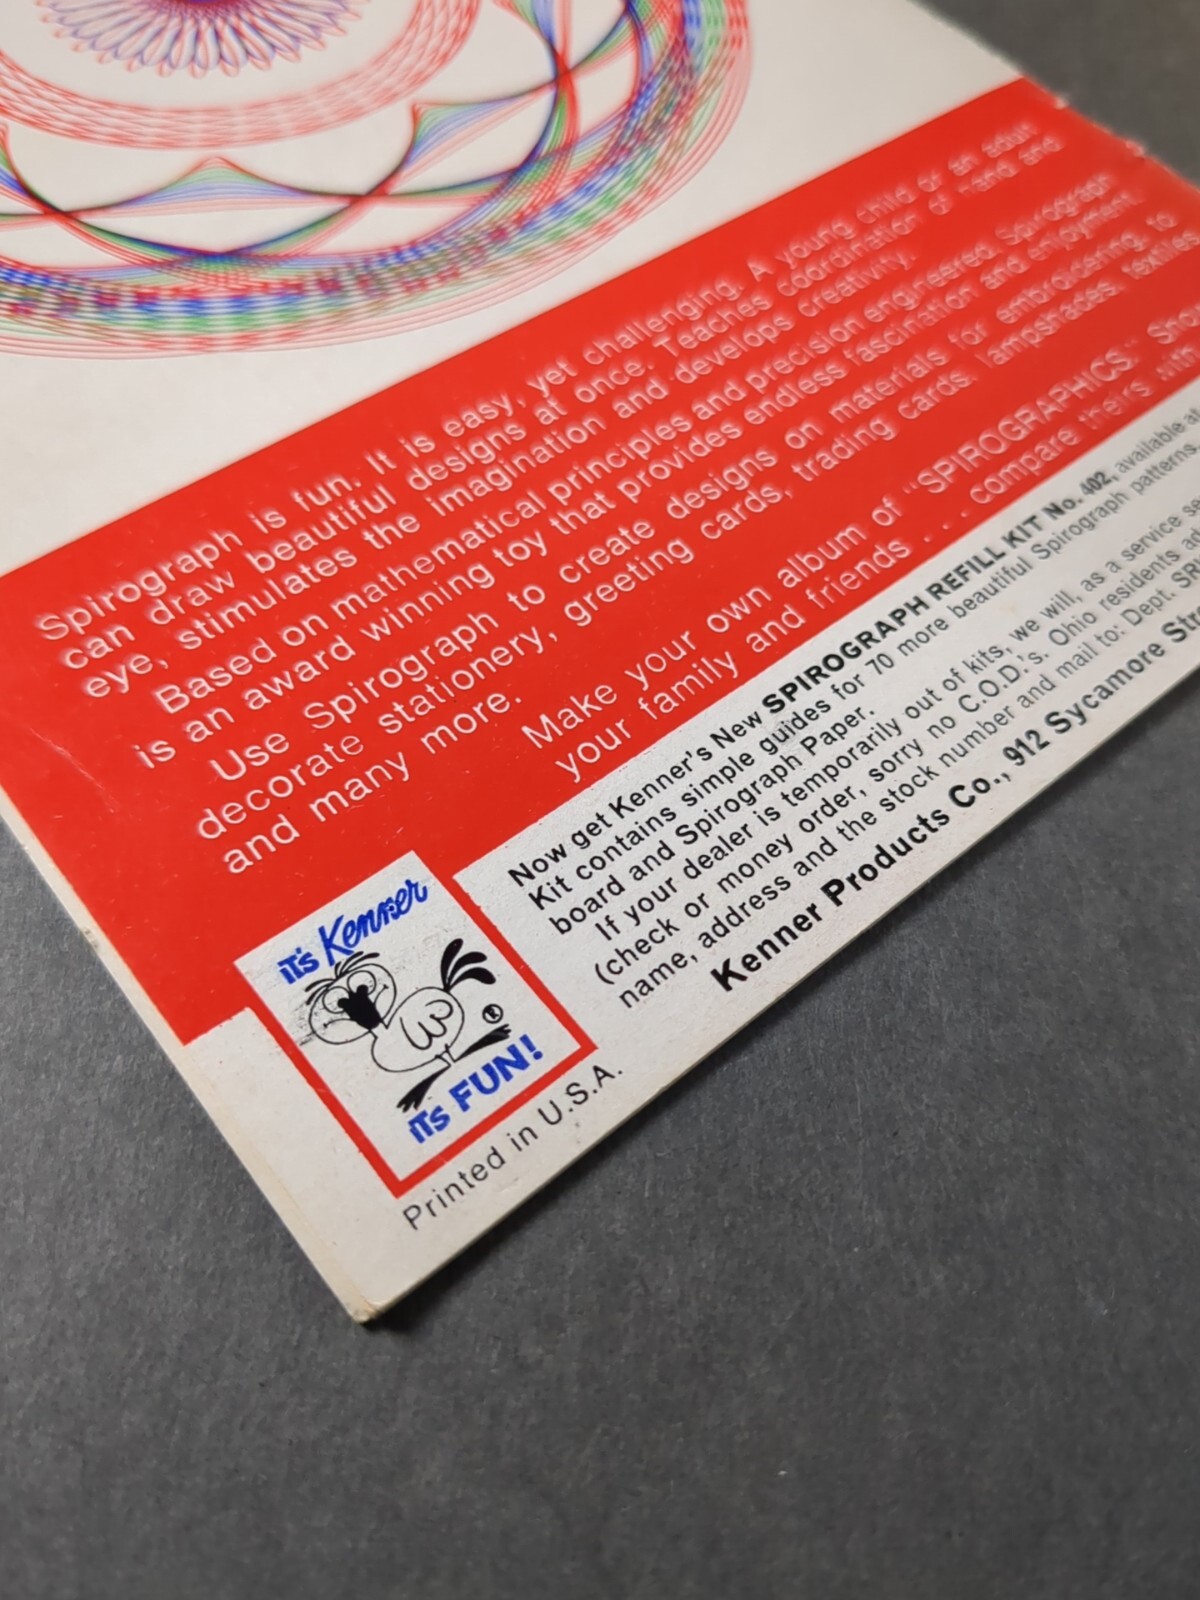 Spirograph is fun. It is easy, yet challenging. A young child or an adult
can draw beautiful designs at once. Teaches coordination of hand and
eye, stimulates the imagination and develops creativity.
Based on mathematical principles and precision engineered. Spirograph
is an award winning toy that provides endless fascination and enjoyment.
Use Spirograph to create designs on materials for embroidering, to
decorate stationery, greeting cards, trading cards, lampshades, textiles
and many more.
Make your own album of "SPIROGRAPHICS."
your family and friends . . . compare theirs with
Now get Kenner's New SPIROGRAPH REFILL KIT No. 402, available at
Kit contains simple guides for 70 more beautiful Spirograph patterns,
board and Spirograph Paper.
If your dealer is temporarily out of kits, we will, as a service
(check or money order, sorry no C.O.D.'s. Ohio residents
name, address and the stock number and mail to: Dept.
Kenner Products Co., 912 Sycamore
iT's Kenner
iTs FUN!
®
Printed in U.S.A.